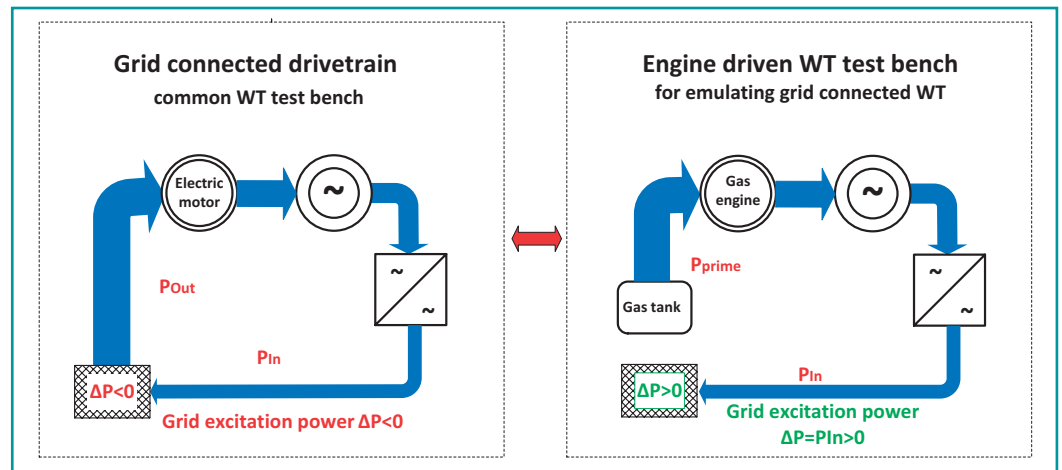 Grid connected drivetrain
common WT test bench
Electric
motor
~
~
~
POut
PIn
ΔP<0
Grid excitation power ΔP<0
Engine driven WT test bench
for emulating grid connected WT
Gas
engine
~
~
~
Pprime
Gas tank
PIn
ΔP>0
Grid excitation power
ΔP=PIn>0